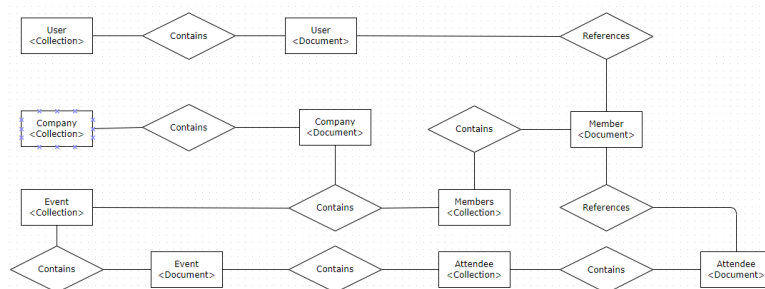 User
<Collection>
Contains
User
<Document>
References
Company
<Collection>
Contains
Company
<Document>
Contains
Member
<Document>
Event
<Collection>
Contains
Members
<Collection>
References
Contains
Event
<Document>
Contains
Attendee
<Collection>
Contains
Attendee
<Document>